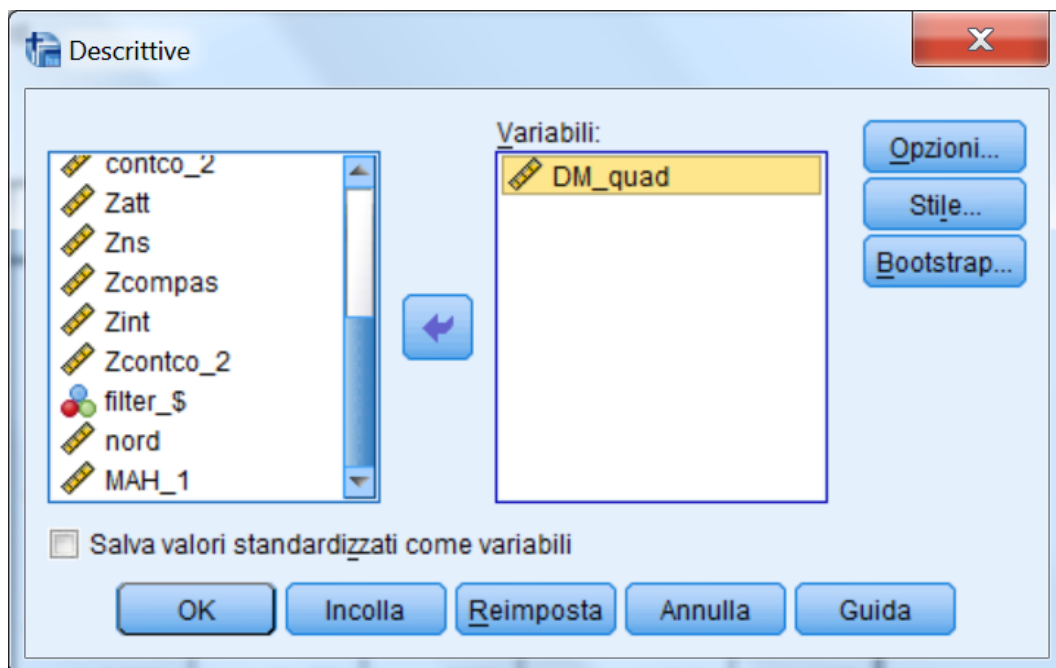 Descrittive
Variabili:
contco_2
Zatt
Zns
Zcompas
Zint
Zcontco_2
filter_$
nord
MAH_1
DM_quad
Opzioni...
Stile...
Bootstrap...
Salva valori standardizzati come variabili
OK
Incolla
Reimposta
Annulla
Guida